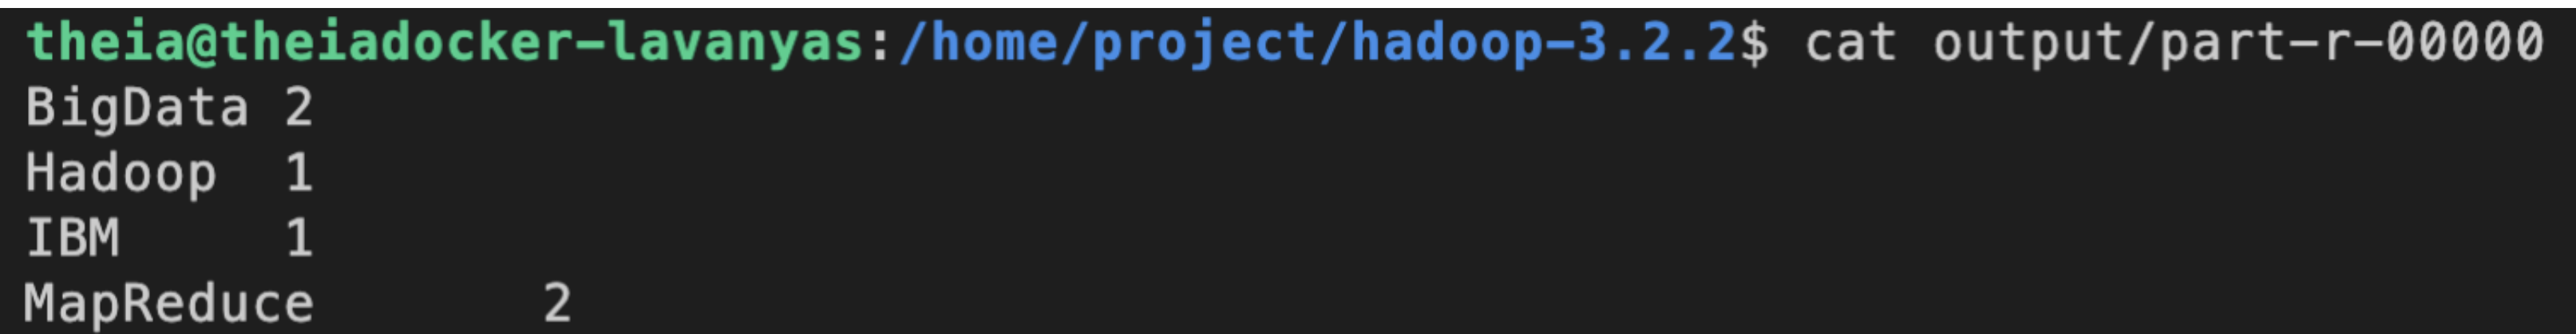 theia@theiadocker-lavanyas:/home/project/hadoop-3.2.2$ cat output/part-r-00000
BigData 2
Hadoop  1
IBM     1
MapReduce       2